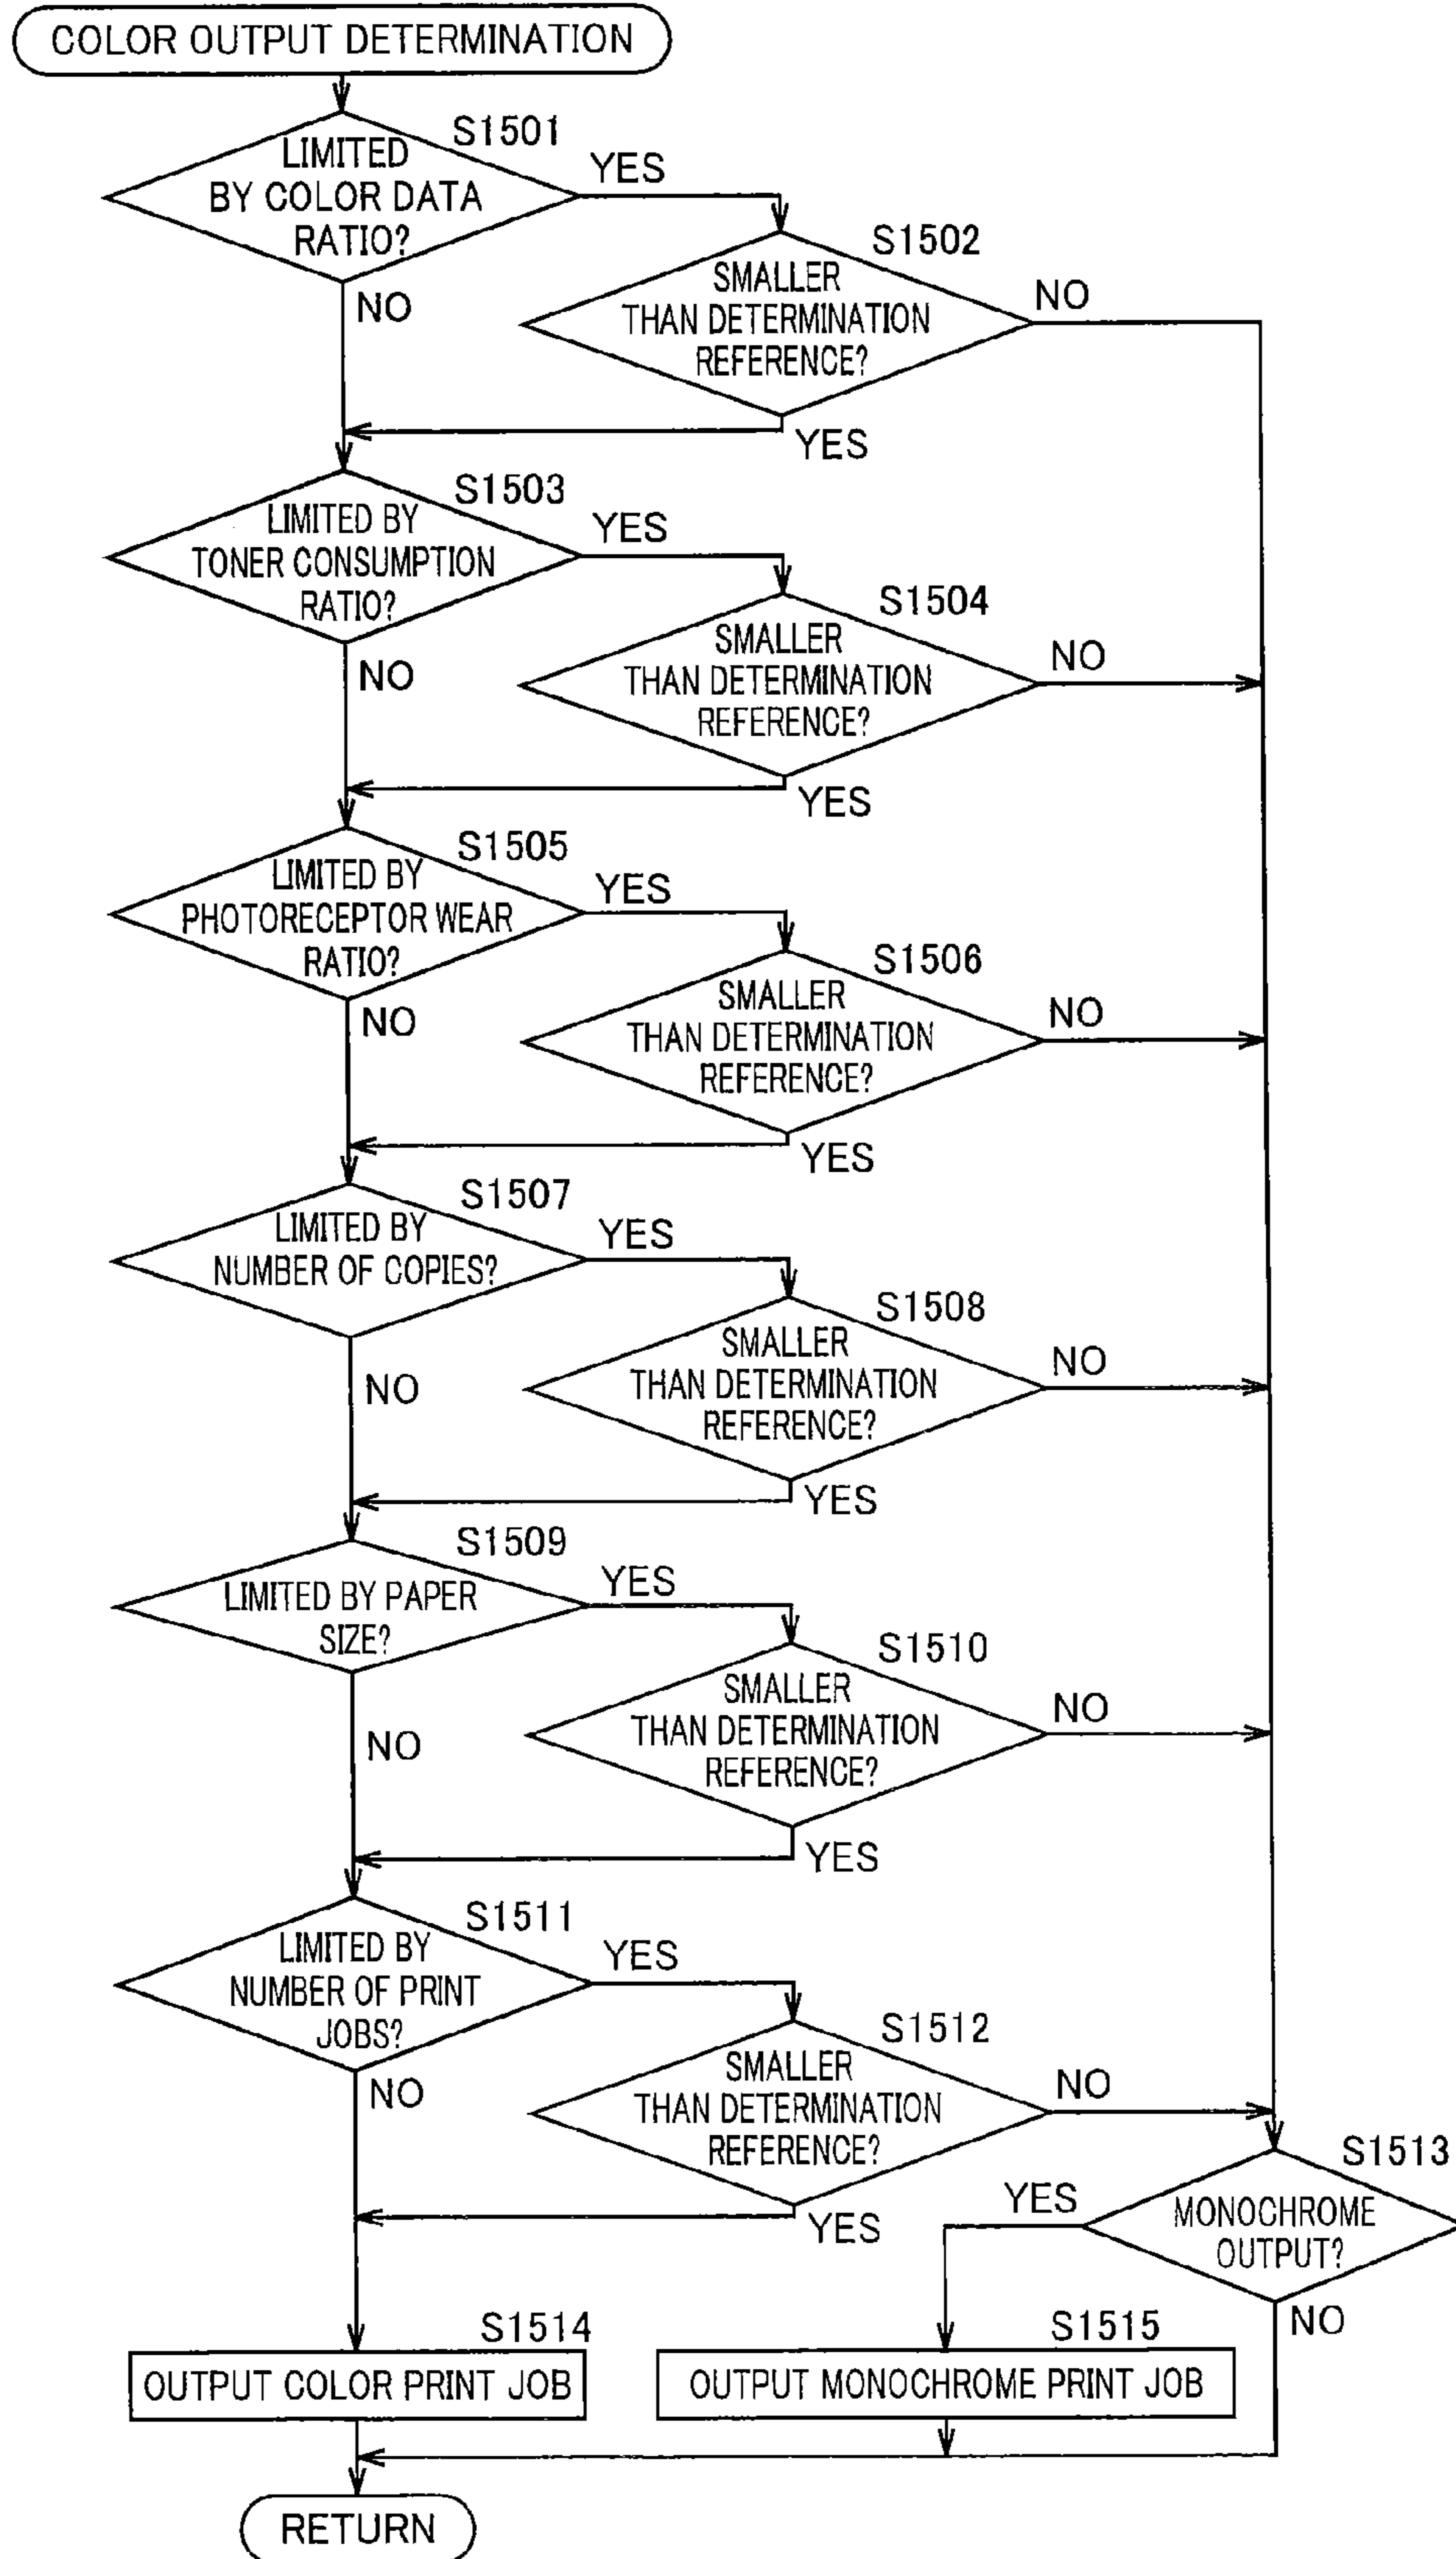 COLOR OUTPUT DETERMINATION
S1501
LIMITED
BY COLOR DATA
RATIO?
YES
NO
S1502
SMALLER
THAN DETERMINATION
REFERENCE?
NO
YES
S1503
LIMITED BY
TONER CONSUMPTION
RATIO?
YES
NO
S1504
SMALLER
THAN DETERMINATION
REFERENCE?
NO
YES
S1505
LIMITED BY
PHOTORECEPTOR WEAR
RATIO?
YES
NO
S1506
SMALLER
THAN DETERMINATION
REFERENCE?
NO
YES
S1507
LIMITED BY
NUMBER OF COPIES?
YES
NO
S1508
SMALLER
THAN DETERMINATION
REFERENCE?
NO
YES
S1509
LIMITED BY PAPER
SIZE?
YES
NO
S1510
SMALLER
THAN DETERMINATION
REFERENCE?
NO
YES
S1511
LIMITED BY
NUMBER OF PRINT
JOBS?
YES
NO
S1512
SMALLER
THAN DETERMINATION
REFERENCE?
NO
YES
S1513
MONOCHROME
OUTPUT?
YES
NO
S1514
OUTPUT COLOR PRINT JOB
S1515
OUTPUT MONOCHROME PRINT JOB
RETURN